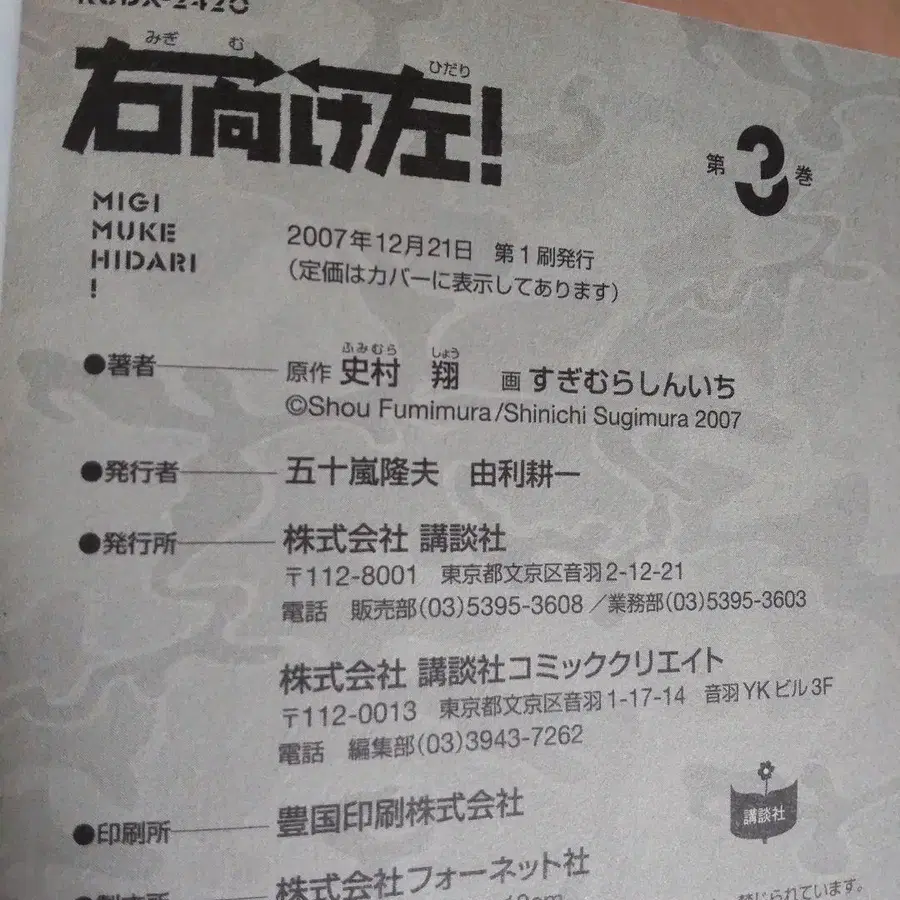 みぎ む ひだり
右向け左!
第3巻
MIGI
MUKE
HIDARI
!
2007年12月21日 第1刷発行
(定価はカバーに表示してあります)
ふみむら しょう
●著者 原作 史村 翔 画 すぎむらしんいち
©Shou Fumimura/Shinichi Sugimura 2007
●発行者 五十嵐隆夫 由利耕一
●発行所 株式会社 講談社
〒112-8001 東京都文京区音羽2-12-21
電話 販売部(03)5395-3608/業務部(03)5395-3603
株式会社 講談社コミッククリエイト
〒112-0013 東京都文京区音羽1-17-14 音羽YKビル3F
電話 編集部(03)3943-7262
講談社
●印刷所 豊国印刷株式会社
株式会社フォーネット社
禁じられています。